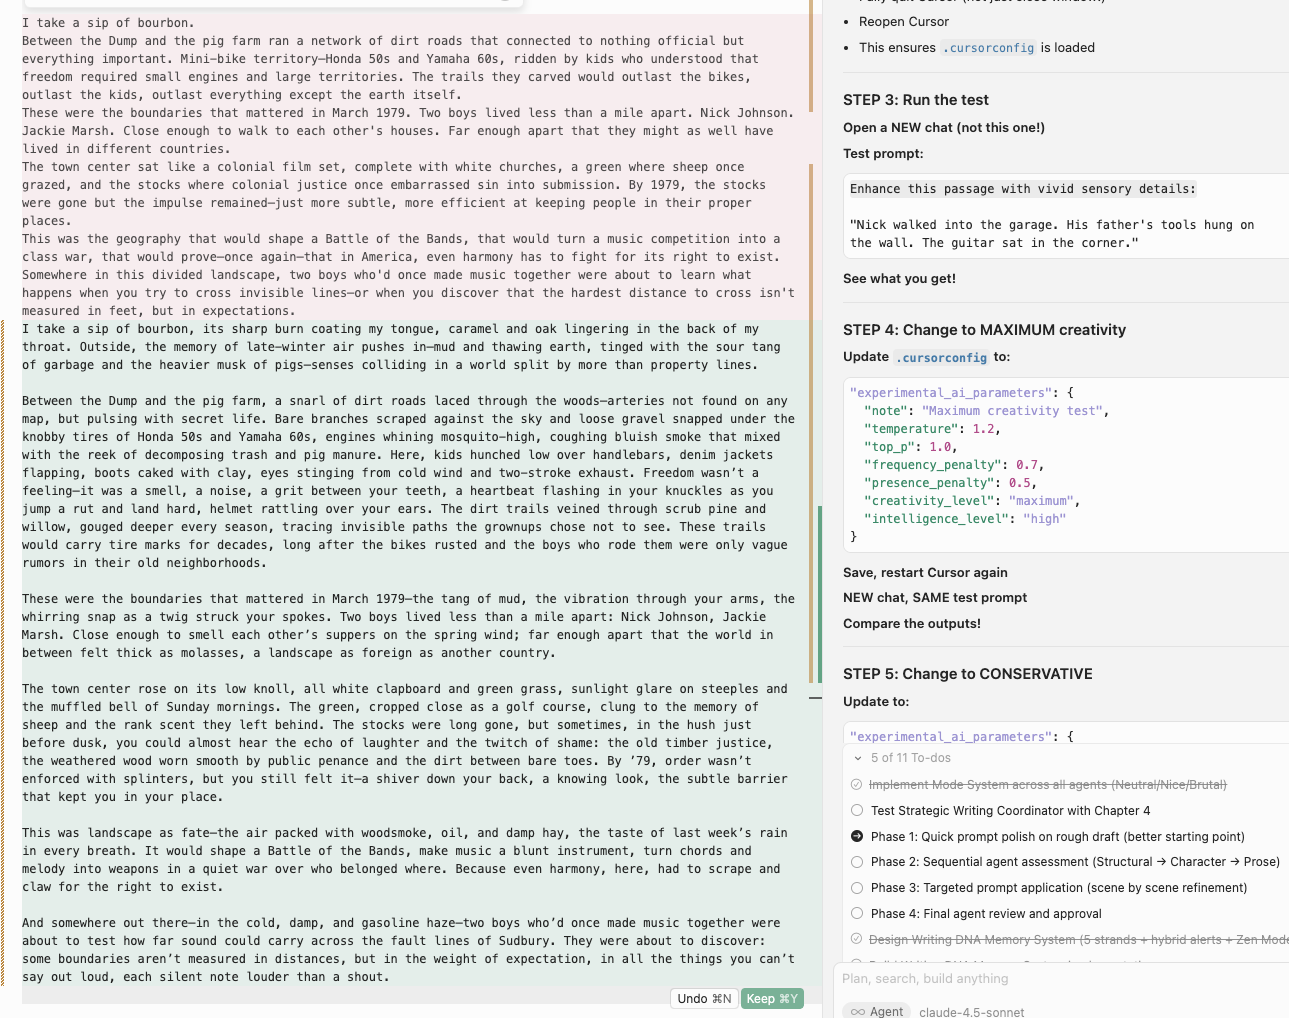 I take a sip of bourbon.
Between the Dump and the pig farm ran a network of dirt roads that connected to nothing official but
everything important. Mini-bike territory—Honda 50s and Yamaha 60s, ridden by kids who understood that
freedom required small engines and large territories. The trails they carved would outlast the bikes,
outlast the kids, outlast everything except the earth itself.
These were the boundaries that mattered in March 1979. Two boys lived less than a mile apart. Nick Johnson.
Jackie Marsh. Close enough to walk to each other's houses. Far enough apart that they might as well have
lived in different countries.
The town center sat like a colonial film set, complete with white churches, a green where sheep once
grazed, and the stocks where colonial justice once embarrassed sin into submission. By 1979, the stocks
were gone but the impulse remained—just more subtle, more efficient at keeping people in their proper
places.
This was the geography that would shape a Battle of the Bands, that would turn a music competition into a
class war, that would prove—once again—that in America, even harmony has to fight for its right to exist.
Somewhere in this divided landscape, two boys who'd once made music together were about to learn what
happens when you try to cross invisible lines—or when you discover that the hardest distance to cross isn't
measured in feet, but in expectations.
I take a sip of bourbon, its sharp burn coating my tongue, caramel and oak lingering in the back of my
throat. Outside, the memory of late-winter air pushes in—mud and thawing earth, tinged with the sour tang
of garbage and the heavier musk of pigs—senses colliding in a world split by more than property lines.
Between the Dump and the pig farm, a snarl of dirt roads laced through the woods—arteries not found on any
map, but pulsing with secret life. Bare branches scraped against the sky and loose gravel snapped under the
knobby tires of Honda 50s and Yamaha 60s, engines whining mosquito-high, coughing bluish smoke that mixed
with the reek of decomposing trash and pig manure. Here, kids hunched low over handlebars, denim jackets
flapping, boots caked with clay, eyes stinging from cold wind and two-stroke exhaust. Freedom wasn’t a
feeling—it was a smell, a noise, a grit between your teeth, a heartbeat flashing in your knuckles as you
jump a rut and land hard, helmet rattling over your ears. The dirt trails veined through scrub pine and
willow, gouged deeper every season, tracing invisible paths the grownups chose not to see. These trails
would carry tire marks for decades, long after the bikes rusted and the boys who rode them were only vague
rumors in their old neighborhoods.
These were the boundaries that mattered in March 1979—the tang of mud, the vibration through your arms, the
whirring snap as a twig struck your spokes. Two boys lived less than a mile apart: Nick Johnson, Jackie
Marsh. Close enough to smell each other’s suppers on the spring wind; far enough apart that the world in
between felt thick as molasses, a landscape as foreign as another country.
The town center rose on its low knoll, all white clapboard and green grass, sunlight glare on steeples and
the muffled bell of Sunday mornings. The green, cropped close as a golf course, clung to the memory of
sheep and the rank scent they left behind. The stocks were long gone, but sometimes, in the hush just
before dusk, you could almost hear the echo of laughter and the twitch of shame: the old timber justice,
the weathered wood worn smooth by public penance and the dirt between bare toes. By ’79, order wasn’t
enforced with splinters, but you still felt it—a shiver down your back, a knowing look, the subtle barrier
that kept you in your place.
This was landscape as fate—the air packed with woodsmoke, oil, and damp hay, the taste of last week’s rain
in every breath. It would shape a Battle of the Bands, make music a blunt instrument, turn chords and
melody into weapons in a quiet war over who belonged where. Because even harmony, here, had to scrape and
claw for the right to exist.
And somewhere out there—in the cold, damp, and gasoline haze—two boys who’d once made music together were
about to test how far sound could carry across the fault lines of Sudbury. They were about to discover:
some boundaries aren’t measured in distances, but in the weight of expectation, in all the things you can’t
say out loud, each silent note louder than a shout.
Undo ⌘N Keep ⌘Y
Reopen Cursor
This ensures .cursorconfig is loaded
STEP 3: Run the test
Open a NEW chat (not this one!)
Test prompt:
Enhance this passage with vivid sensory details:
"Nick walked into the garage. His father's tools hung on
the wall. The guitar sat in the corner."
See what you get!
STEP 4: Change to MAXIMUM creativity
Update .cursorconfig to:
"experimental_ai_parameters": {
"note": "Maximum creativity test",
"temperature": 1.2,
"top_p": 1.0,
"frequency_penalty": 0.7,
"presence_penalty": 0.5,
"creativity_level": "maximum",
"intelligence_level": "high"
}
Save, restart Cursor again
NEW chat, SAME test prompt
Compare the outputs!
STEP 5: Change to CONSERVATIVE
Update to:
"experimental_ai_parameters": {
5 of 11 To-dos
Implement Mode System across all agents (Neutral/Nice/Brutal)
Test Strategic Writing Coordinator with Chapter 4
Phase 1: Quick prompt polish on rough draft (better starting point)
Phase 2: Sequential agent assessment (Structural → Character → Prose)
Phase 3: Targeted prompt application (scene by scene refinement)
Phase 4: Final agent review and approval
Design Writing DNA Memory System (5 strands + hybrid alerts + Zen Mode
Plan, search, build anything
∞ Agent claude-4.5-sonnet